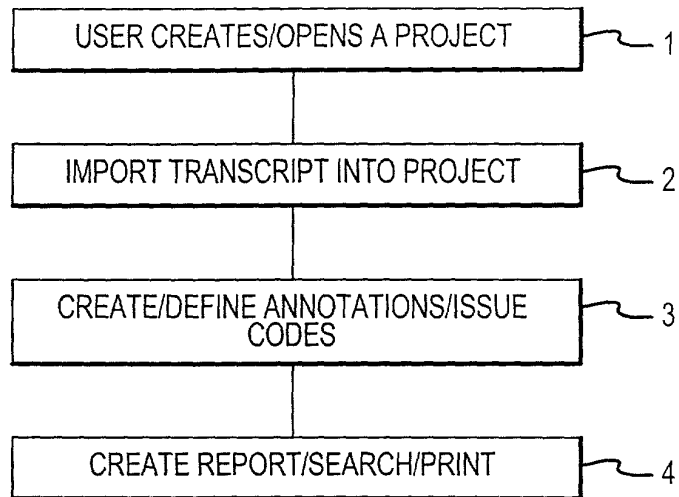 USER CREATES/OPENS A PROJECT
1
IMPORT TRANSCRIPT INTO PROJECT
2
CREATE/DEFINE ANNOTATIONS/ISSUE
CODES
3
CREATE REPORT/SEARCH/PRINT
4